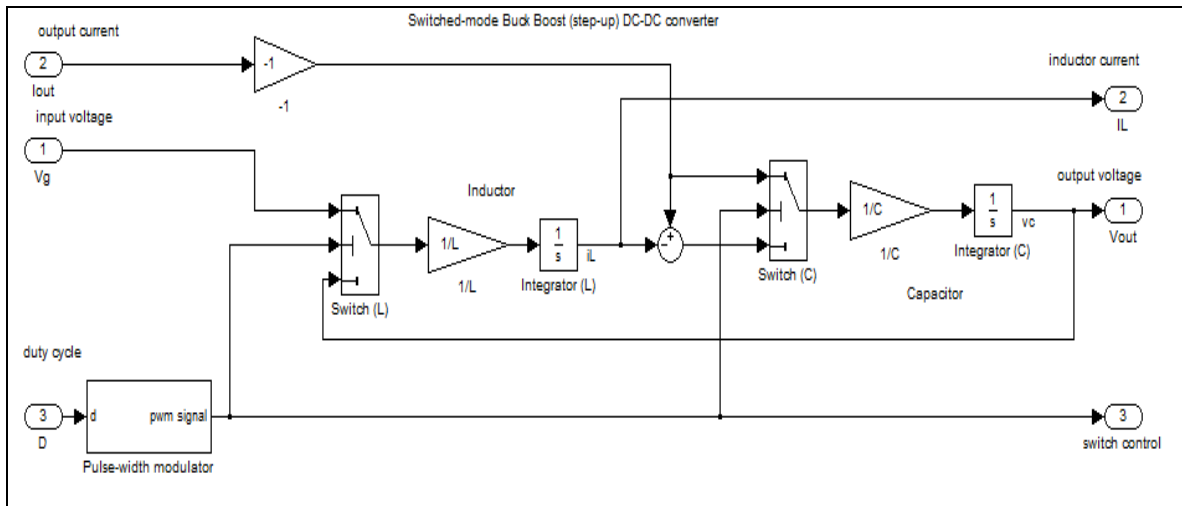 Switched-mode Buck Boost (step-up) DC-DC converter
output current
2
Iout
-1
-1
inductor current
2
IL
input voltage
1
Vg
Inductor
1/L
1/L
1
s
iL
Integrator (L)
Switch (L)
+
−
Switch (C)
1/C
1/C
1
s
vc
Integrator (C)
Capacitor
output voltage
1
Vout
duty cycle
3
D
d
pwm signal
Pulse-width modulator
3
switch control